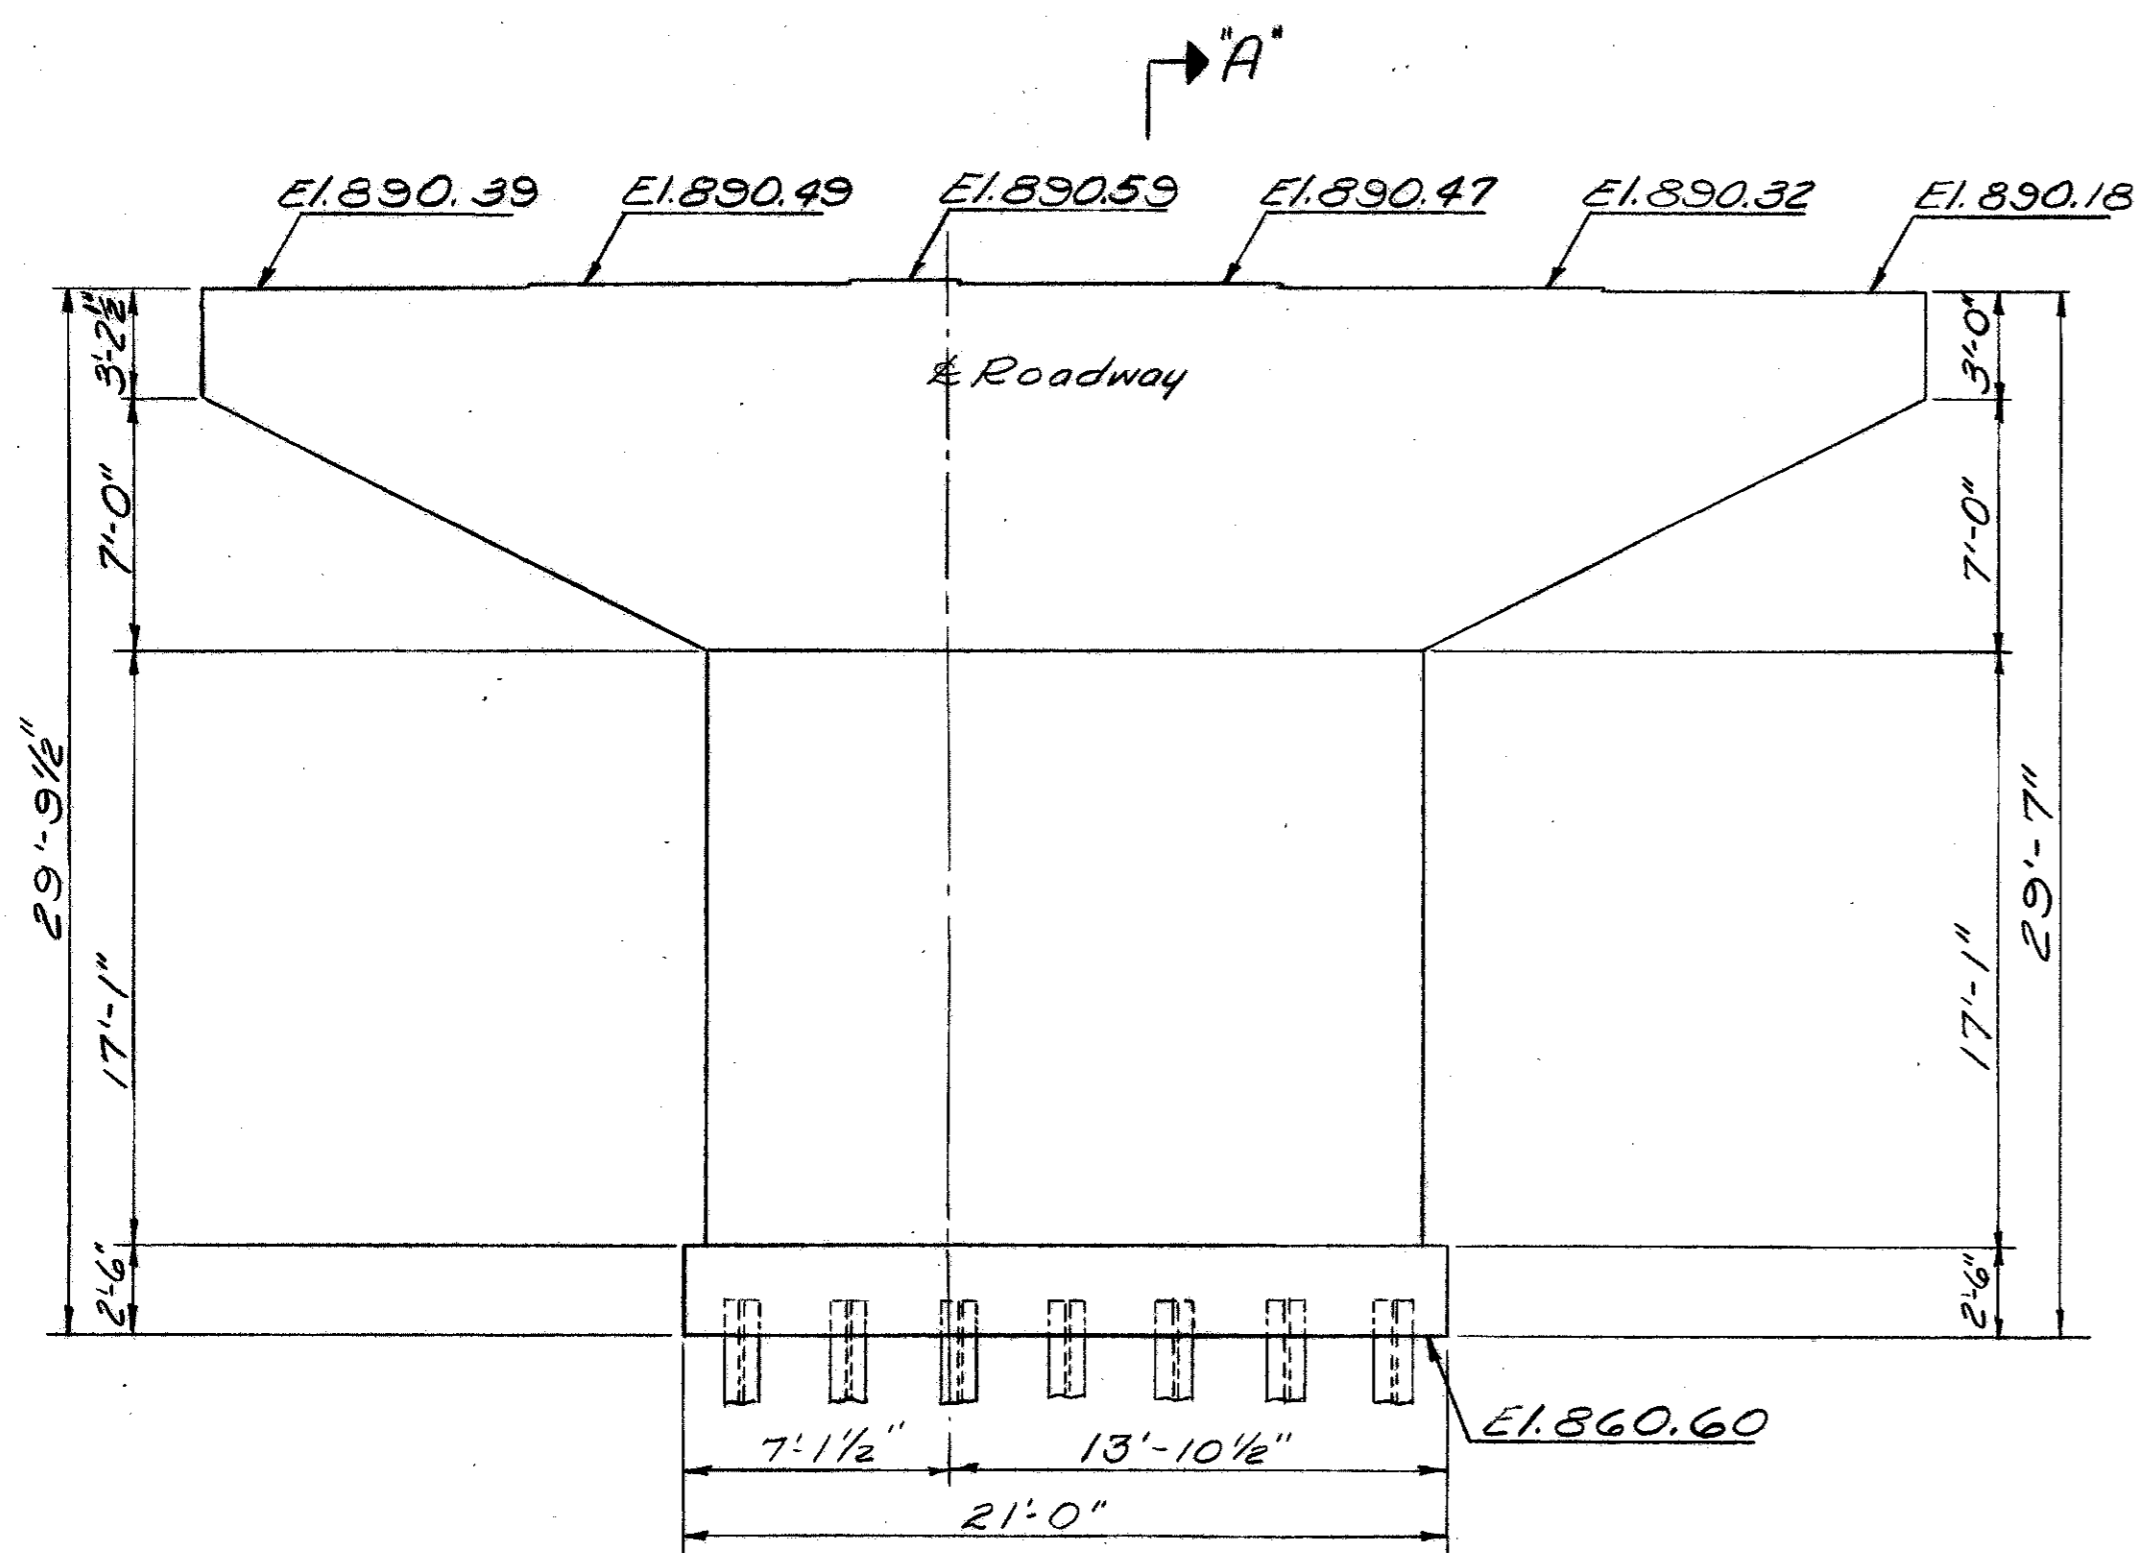 "A"
El. 890.39
El. 890.49
El. 890.59
El. 890.47
El. 890.32
El. 890.18
3'-2½"
3'-0"
℄ Roadway
7'-0"
7'-0"
29'-9½"
29'-7"
17'-1"
17'-1"
2'-6"
2'-6"
El. 860.60
7'-1½"
13'-10½"
21'-0"